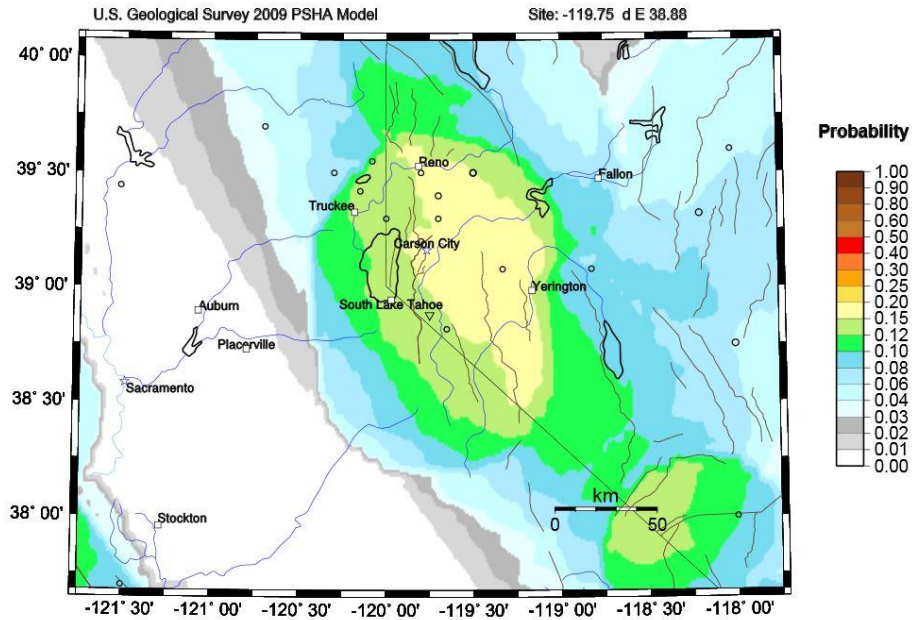 U.S. Geological Survey 2009 PSHA Model Site: -119.75 d E 38.88
40° 00'
39° 30'
39° 00'
38° 30'
38° 00'
Reno
Fallon
Truckee
Carson City
Yerington
South Lake Tahoe
Auburn
Placerville
Sacramento
Stockton
km
0 50
-121° 30' -121° 00' -120° 30' -120° 00' -119° 30' -119° 00' -118° 30' -118° 00'
Probability
1.00
0.90
0.80
0.60
0.50
0.40
0.30
0.25
0.20
0.15
0.12
0.10
0.08
0.06
0.04
0.03
0.02
0.01
0.00